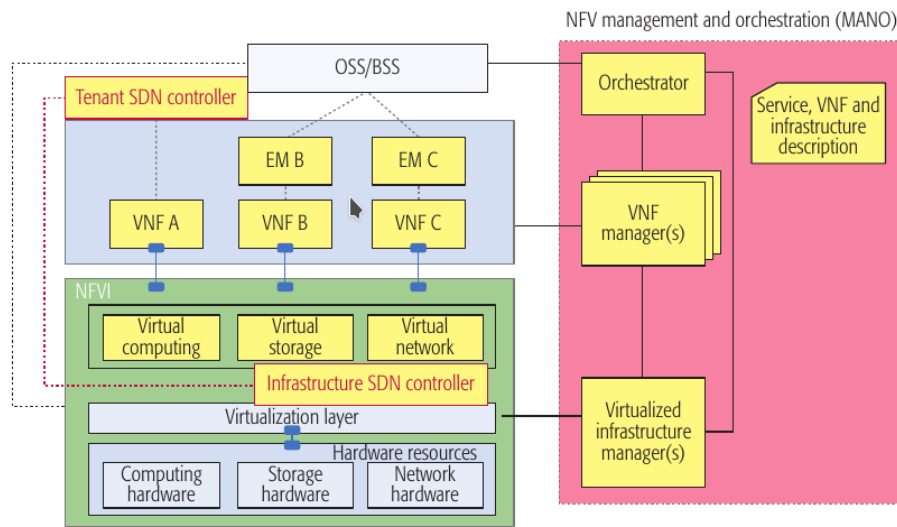 NFV management and orchestration (MANO)
OSS/BSS
Orchestrator
Tenant SDN controller
Service, VNF and
infrastructure
description
EM B
EM C
VNF A
VNF B
VNF C
VNF
manager(s)
NFVI
Virtual
computing
Virtual
storage
Virtual
network
Infrastructure SDN controller
Virtualization layer
Virtualized
infrastructure
manager(s)
Hardware resources
Computing
hardware
Storage
hardware
Network
hardware